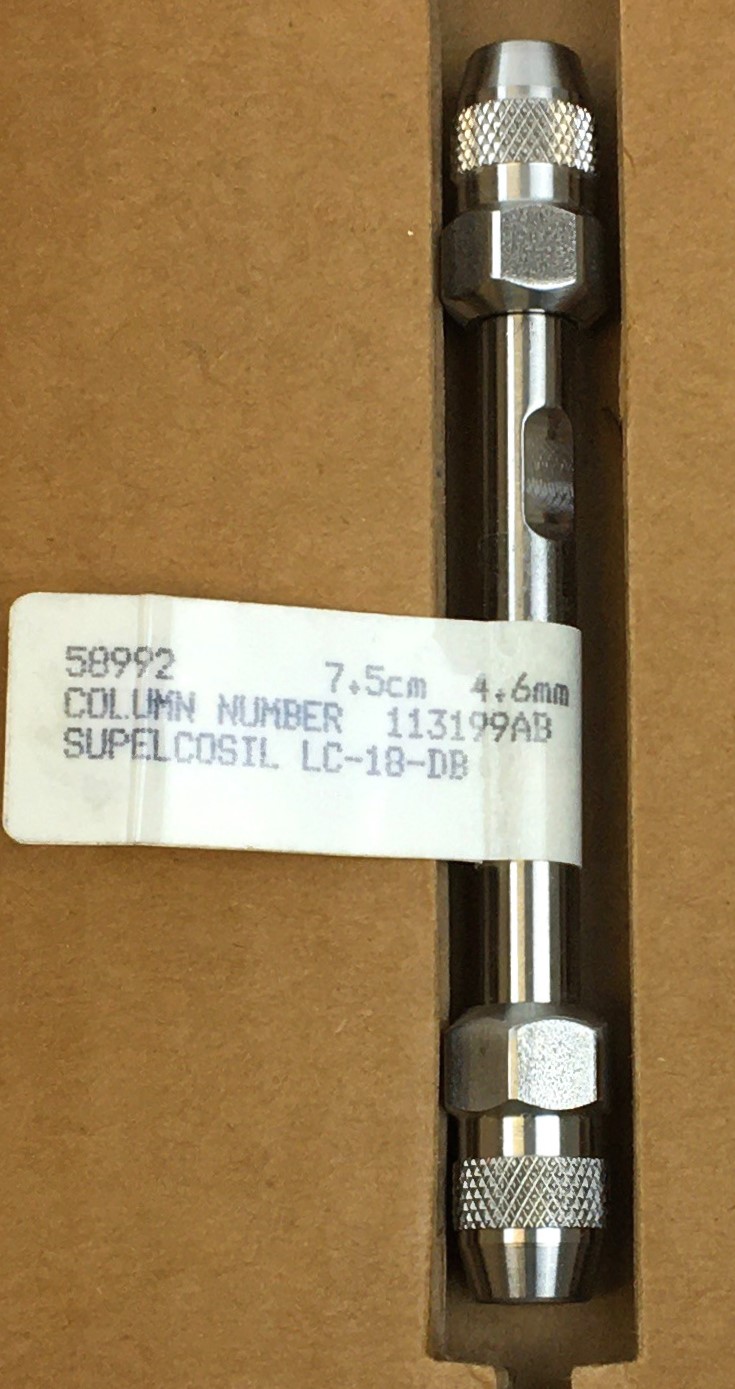 58992 7.5cm 4.6mm
COLUMN NUMBER 113199AB
SUPELCOSIL LC-18-DB